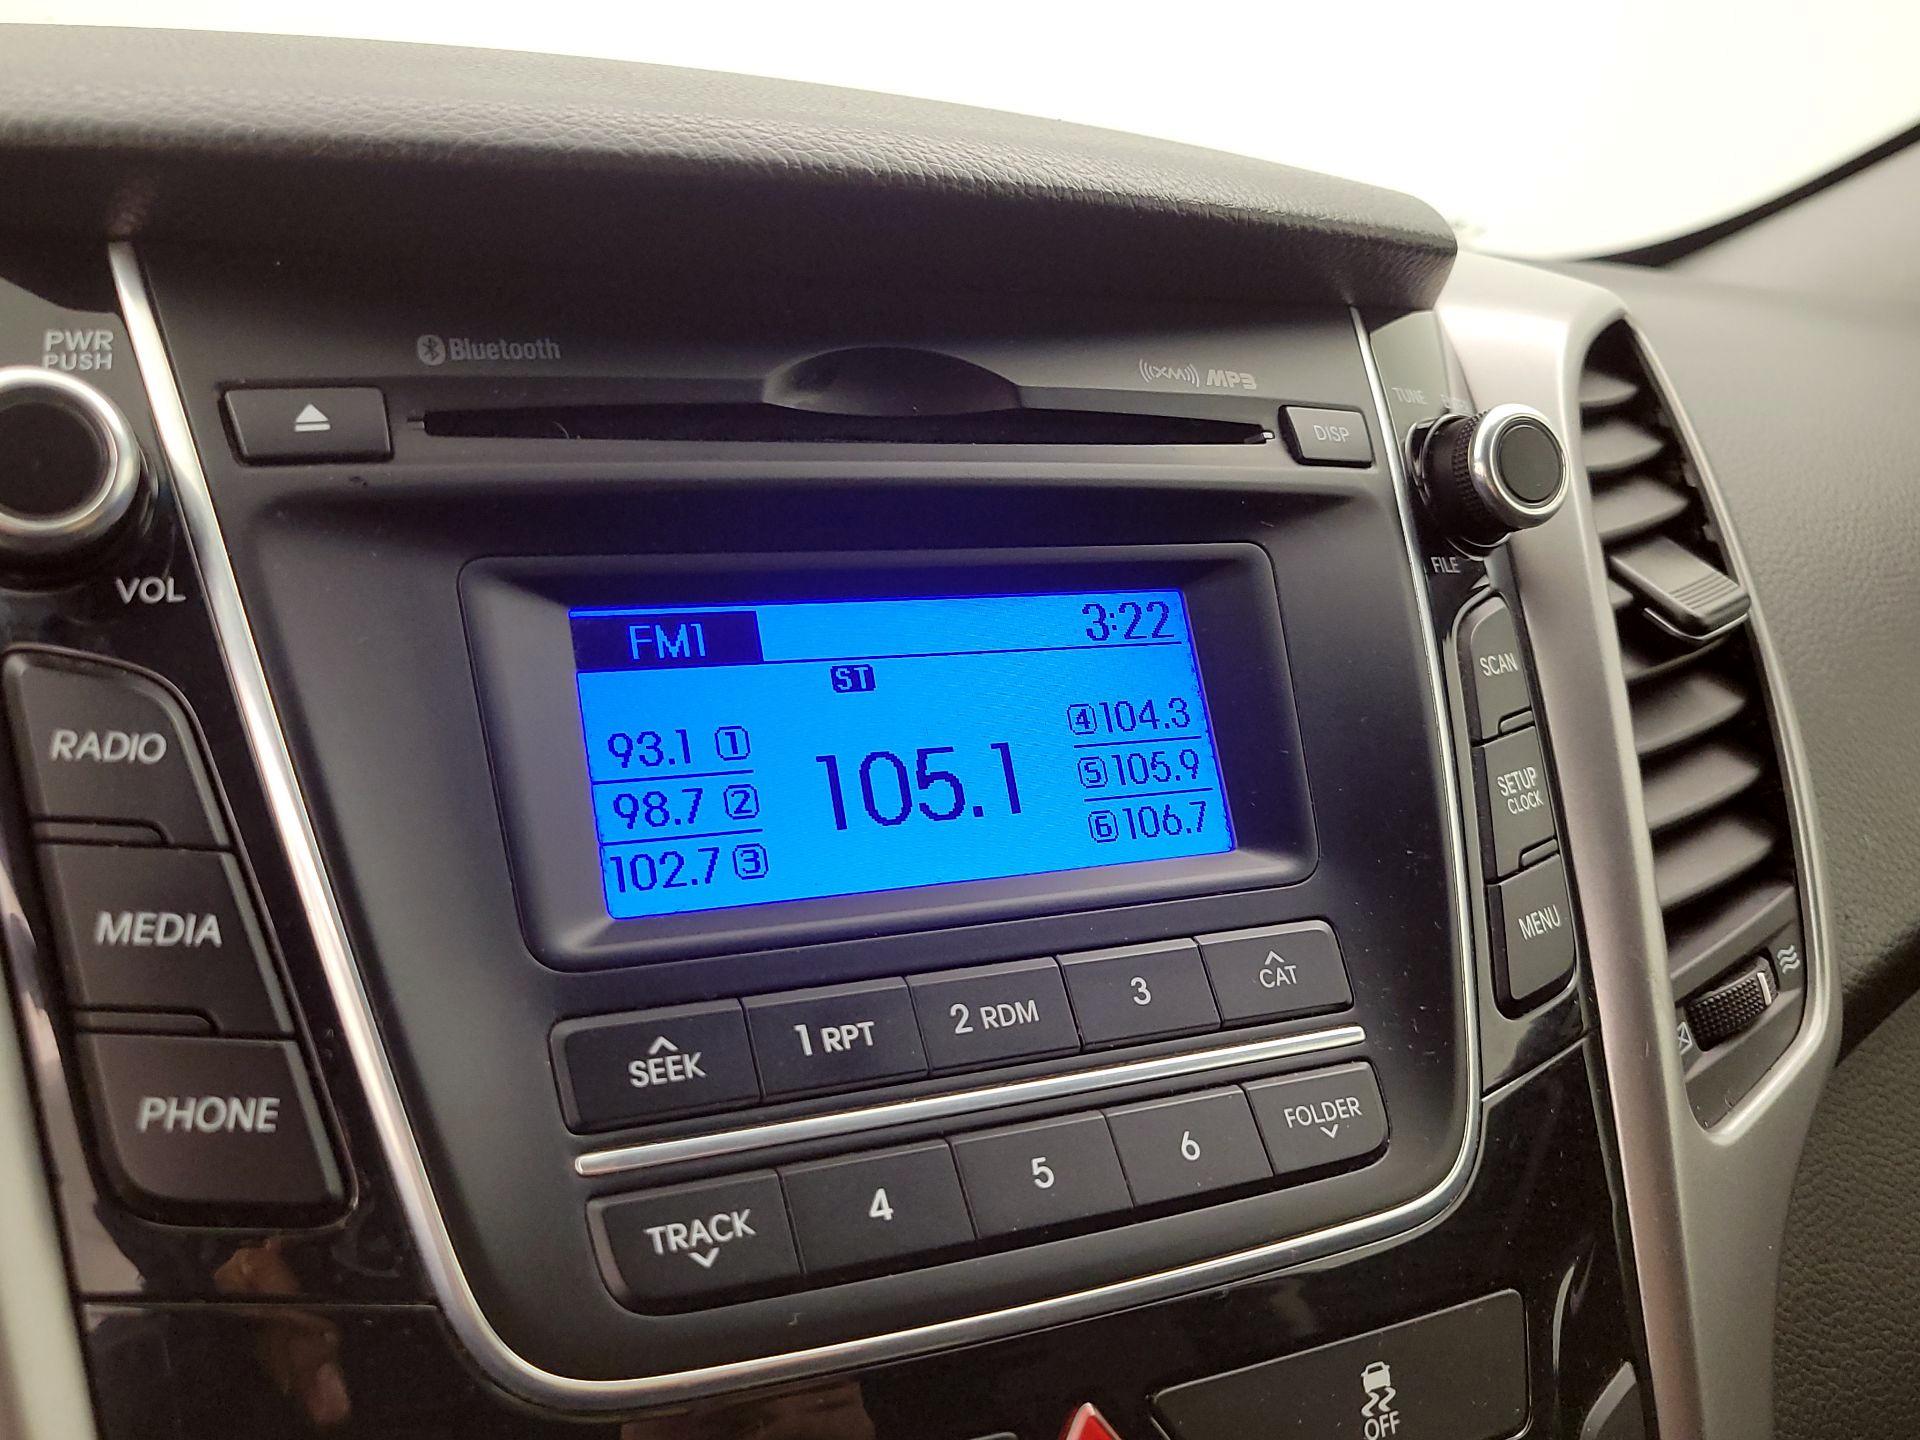 PWR
PUSH
Bluetooth
((XM)) MP3
TUNE
DISP
VOL
FILE
FM1
3:22
ST
93.1 1
98.7 2
102.7 3
105.1
4 104.3
5 105.9
6 106.7
RADIO
MEDIA
PHONE
SCAN
SETUP
CLOCK
MENU
SEEK
1 RPT
2 RDM
3
CAT
TRACK
4
5
6
FOLDER
OFF